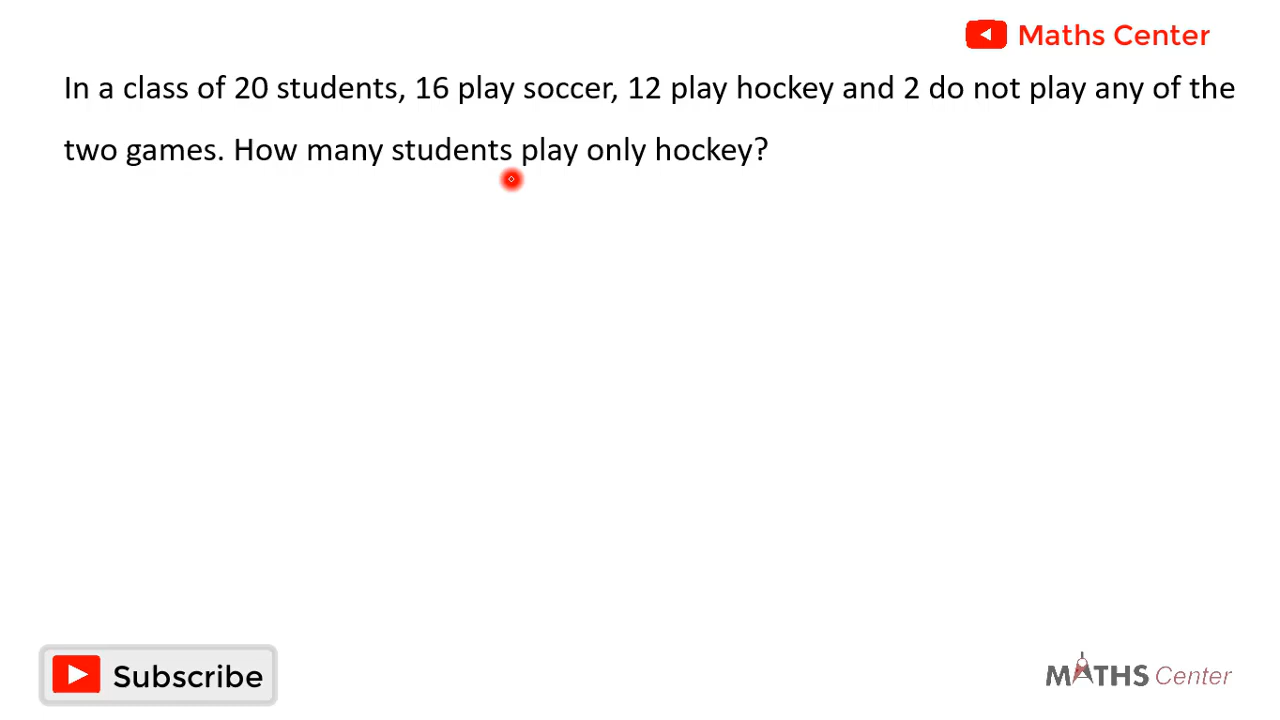 Maths Center
In a class of 20 students, 16 play soccer, 12 play hockey and 2 do not play any of the
two games. How many students play only hockey?
Subscribe
MATHS Center